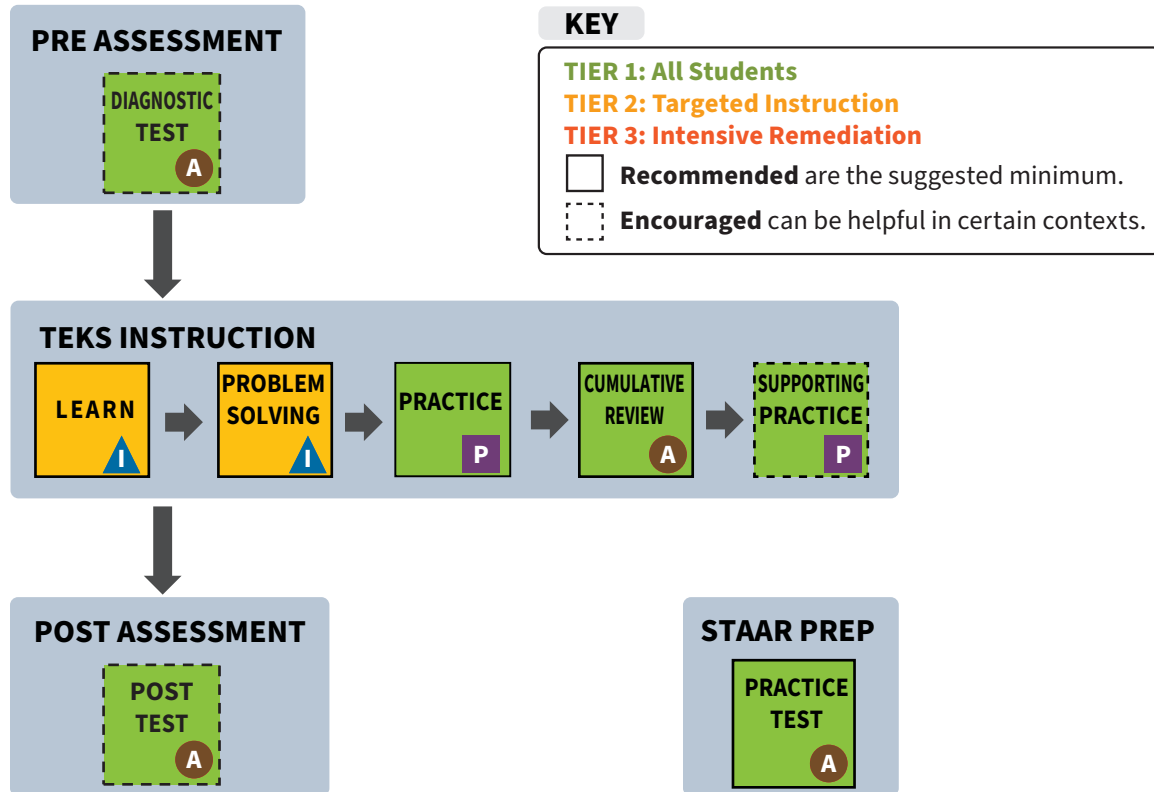 PRE ASSESSMENT
DIAGNOSTIC
TEST
A
KEY
TIER 1: All Students
TIER 2: Targeted Instruction
TIER 3: Intensive Remediation
Recommended are the suggested minimum.
Encouraged can be helpful in certain contexts.
TEKS INSTRUCTION
LEARN
I
PROBLEM
SOLVING
I
PRACTICE
P
CUMULATIVE
REVIEW
A
SUPPORTING
PRACTICE
P
POST ASSESSMENT
POST
TEST
A
STAAR PREP
PRACTICE
TEST
A